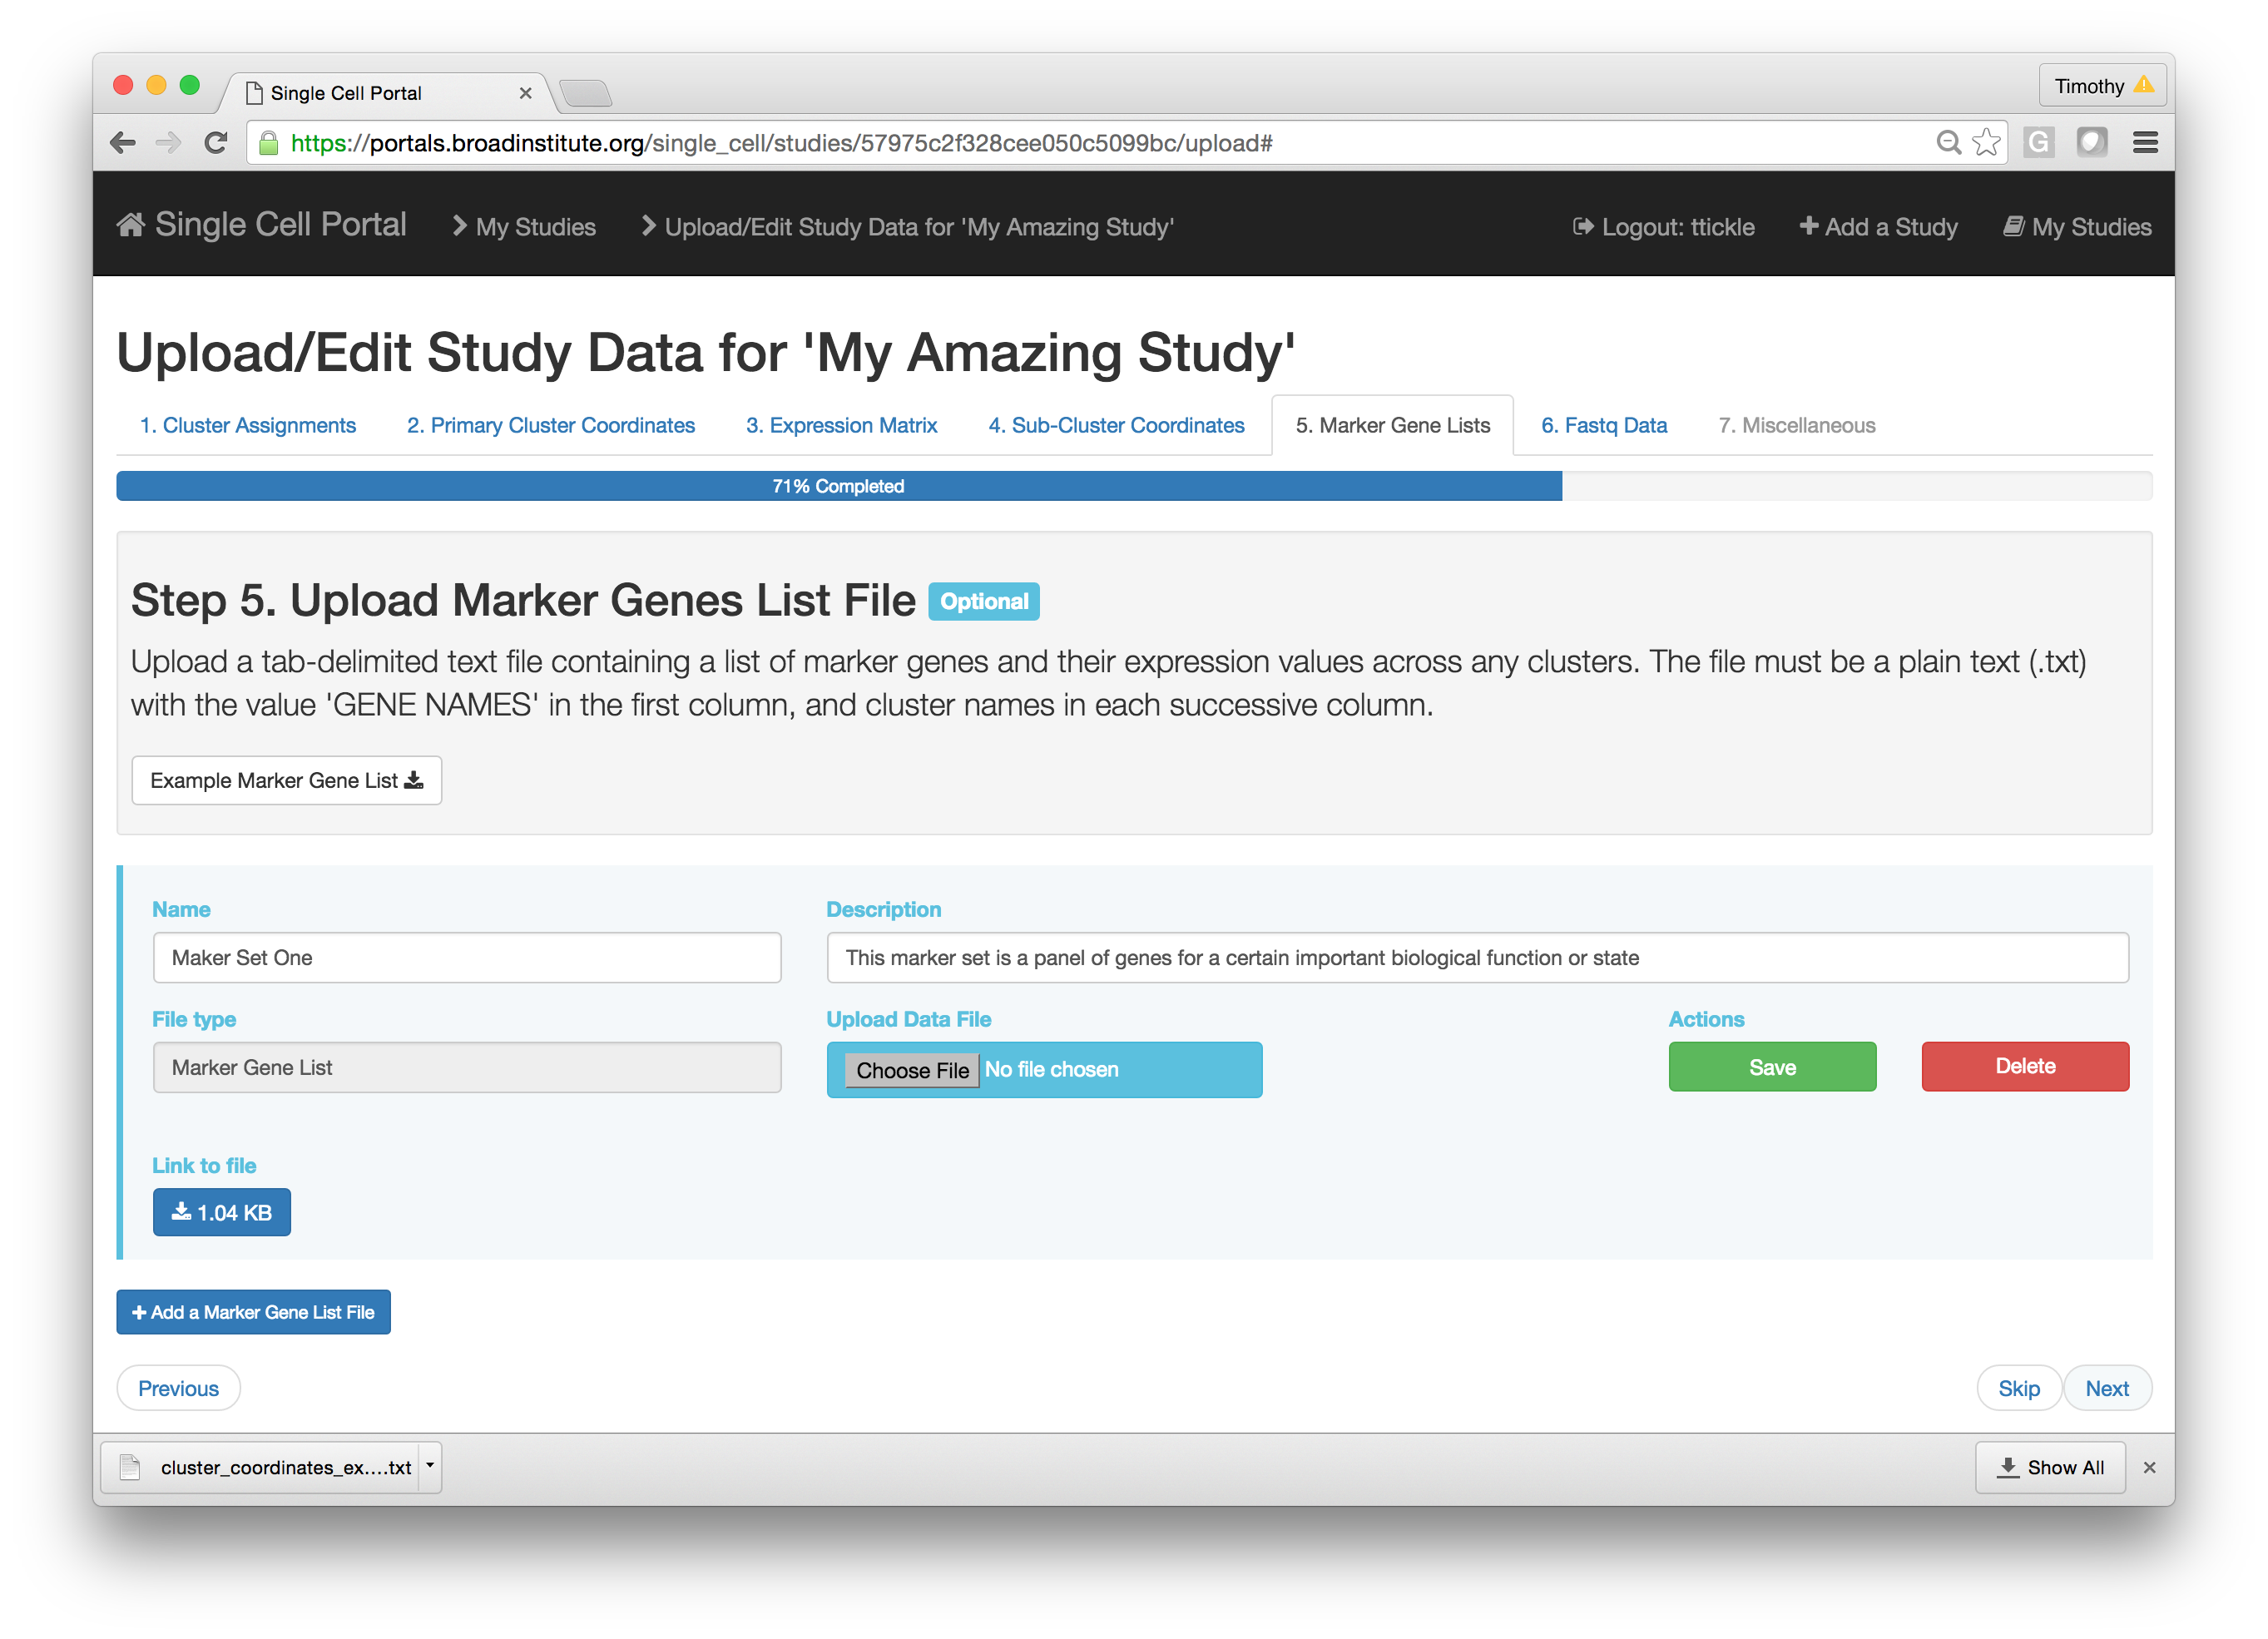 Single Cell Portal
Timothy
https://portals.broadinstitute.org/single_cell/studies/57975c2f328cee050c5099bc/upload#
G
Single Cell Portal My Studies Upload/Edit Study Data for 'My Amazing Study' Logout: ttickle Add a Study My Studies
Upload/Edit Study Data for 'My Amazing Study'
1. Cluster Assignments 2. Primary Cluster Coordinates 3. Expression Matrix 4. Sub-Cluster Coordinates 5. Marker Gene Lists 6. Fastq Data 7. Miscellaneous
71% Completed
Step 5. Upload Marker Genes List File Optional
Upload a tab-delimited text file containing a list of marker genes and their expression values across any clusters. The file must be a plain text (.txt)
with the value 'GENE NAMES' in the first column, and cluster names in each successive column.
Example Marker Gene List
Name Description
Maker Set One This marker set is a panel of genes for a certain important biological function or state
File type Upload Data File Actions
Marker Gene List Choose File No file chosen Save Delete
Link to file
1.04 KB
+ Add a Marker Gene List File
Previous Skip Next
cluster_coordinates_ex....txt Show All